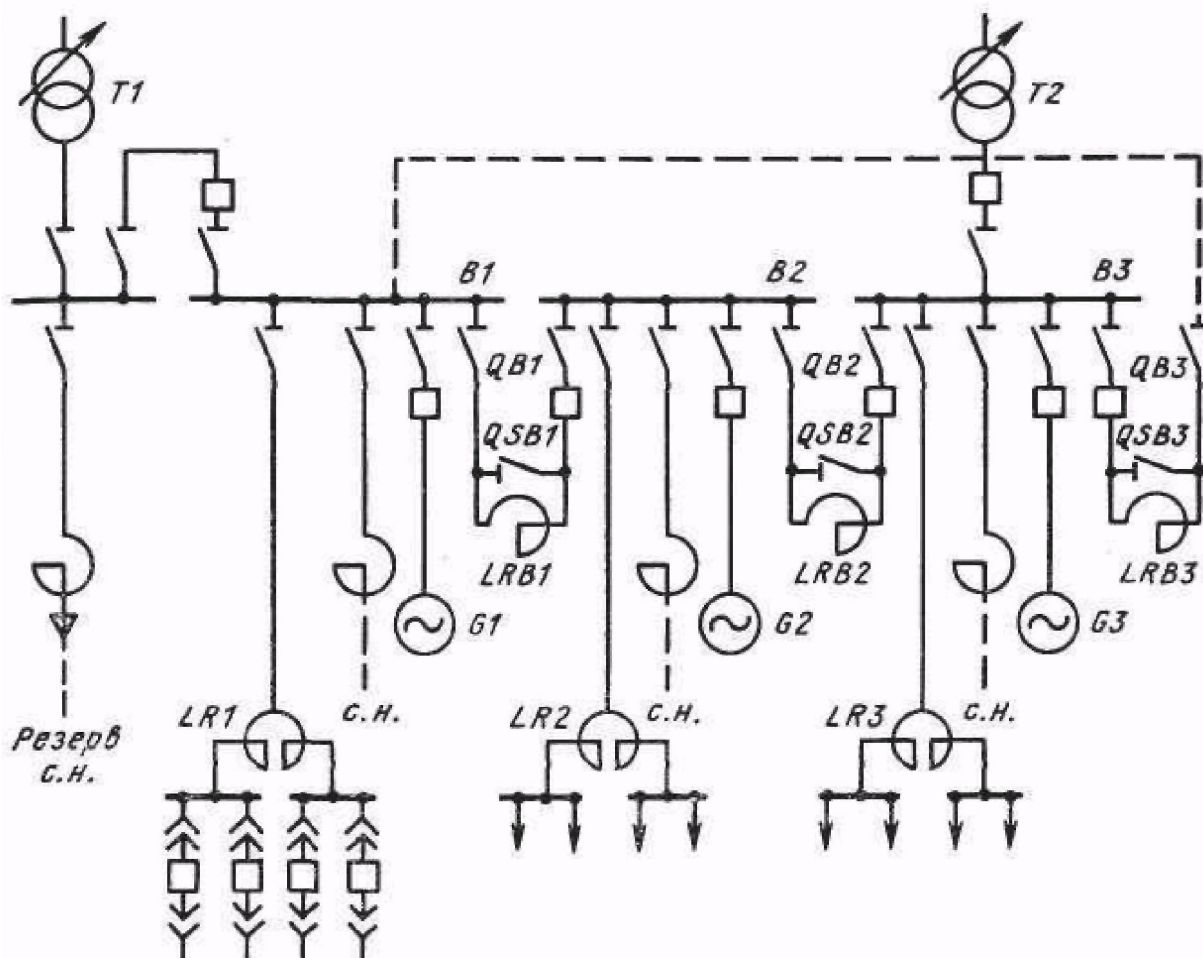 T1
T2
B1
B2
B3
QB1
QB2
QB3
QSB1
QSB2
QSB3
LRB1
LRB2
LRB3
G1
G2
G3
LR1
с.н.
LR2
с.н.
LR3
с.н.
Резерв
с.н.